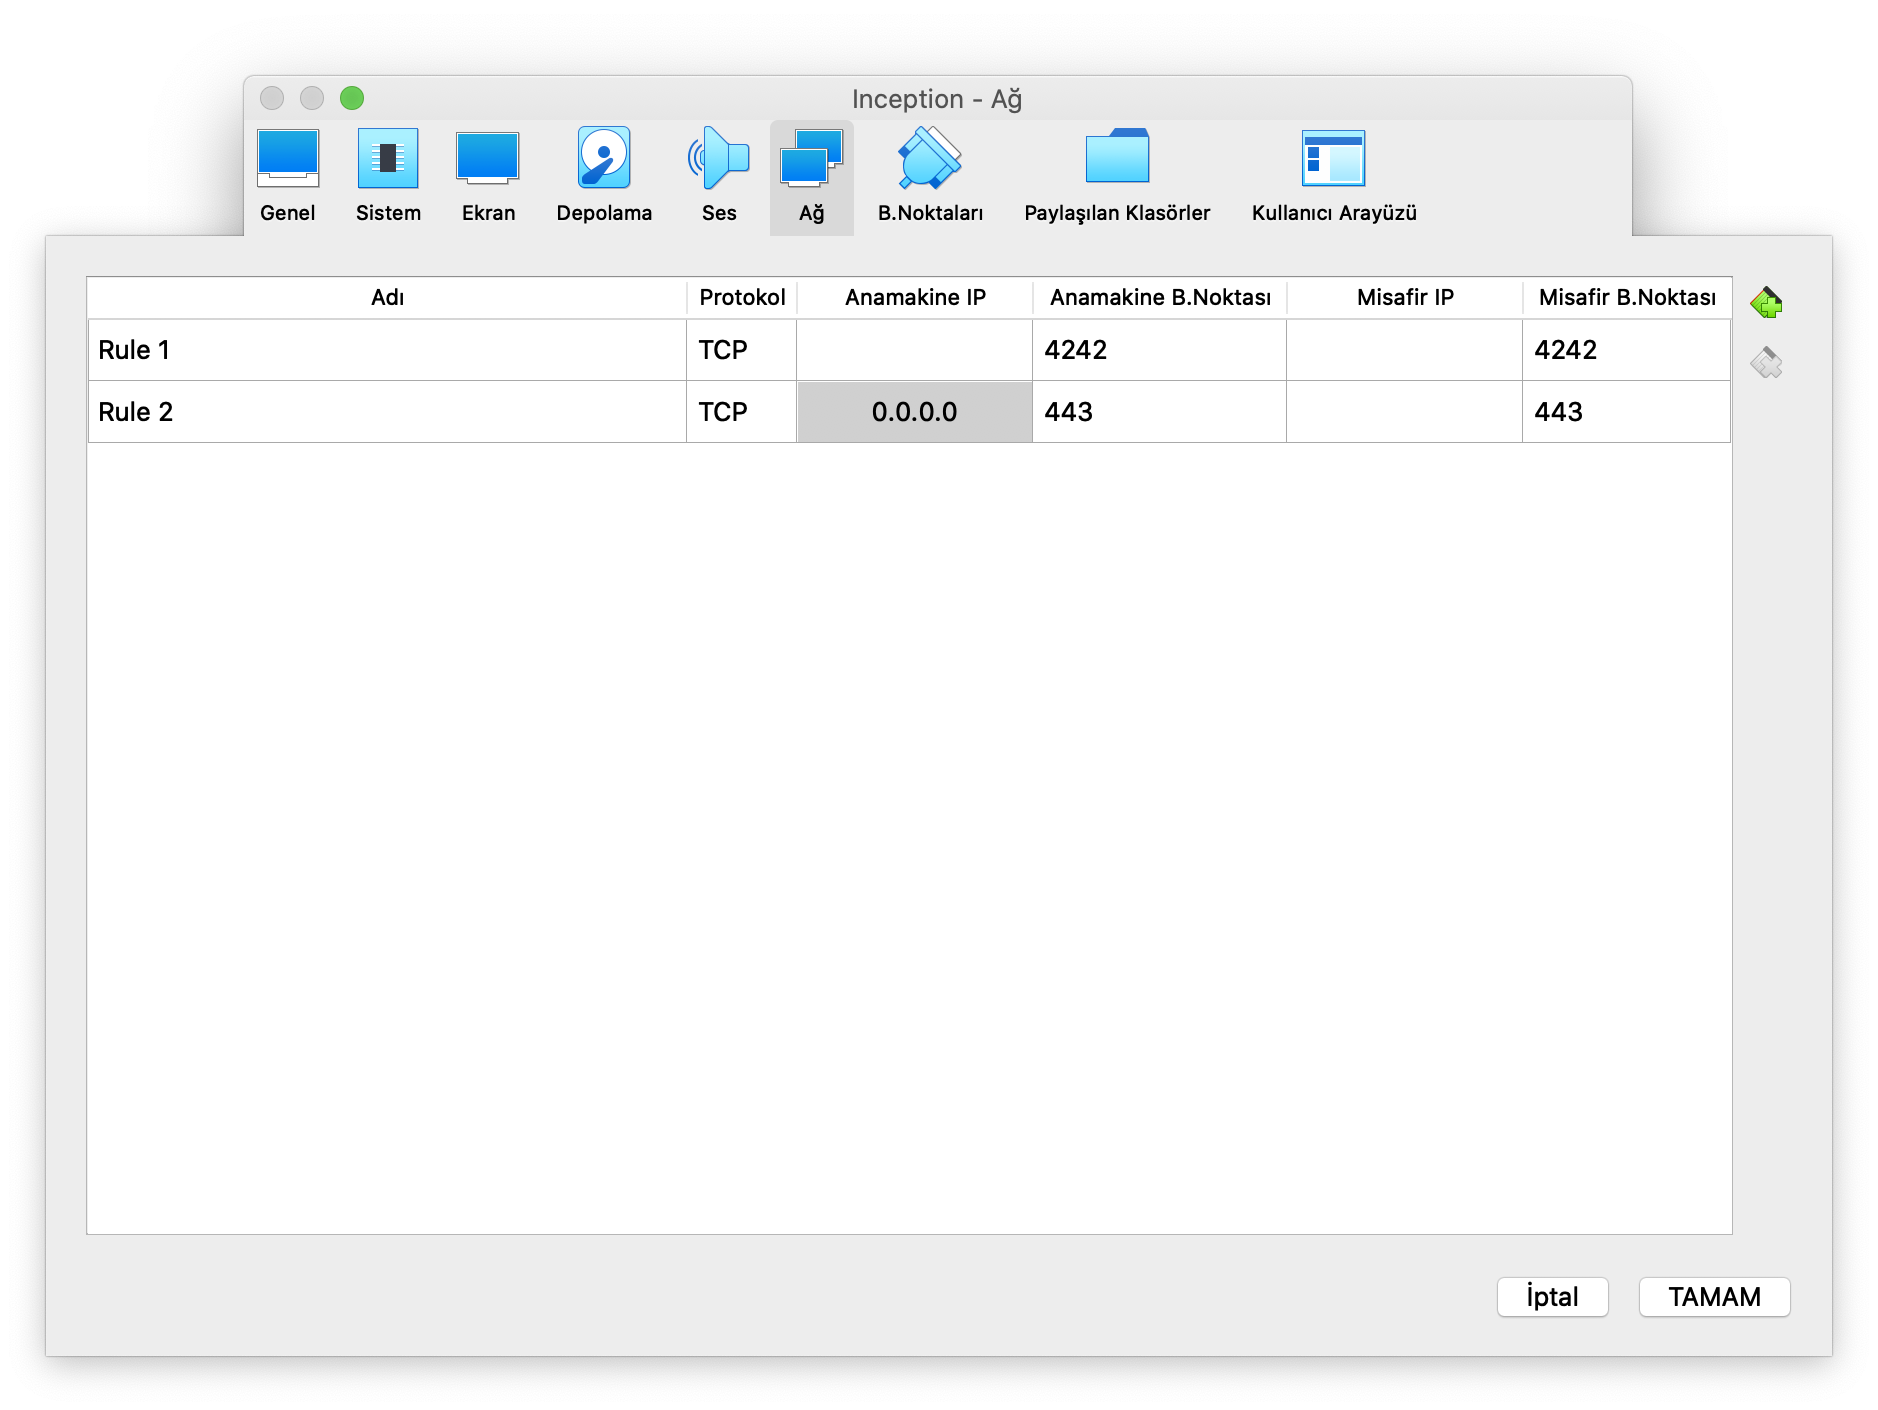 Inception - Ağ
Genel Sistem Ekran Depolama Ses Ağ B.Noktaları Paylaşılan Klasörler Kullanıcı Arayüzü
Adı Protokol Anamakine IP Anamakine B.Noktası Misafir IP Misafir B.Noktası
Rule 1 TCP 4242 4242
Rule 2 TCP 0.0.0.0 443 443
İptal TAMAM